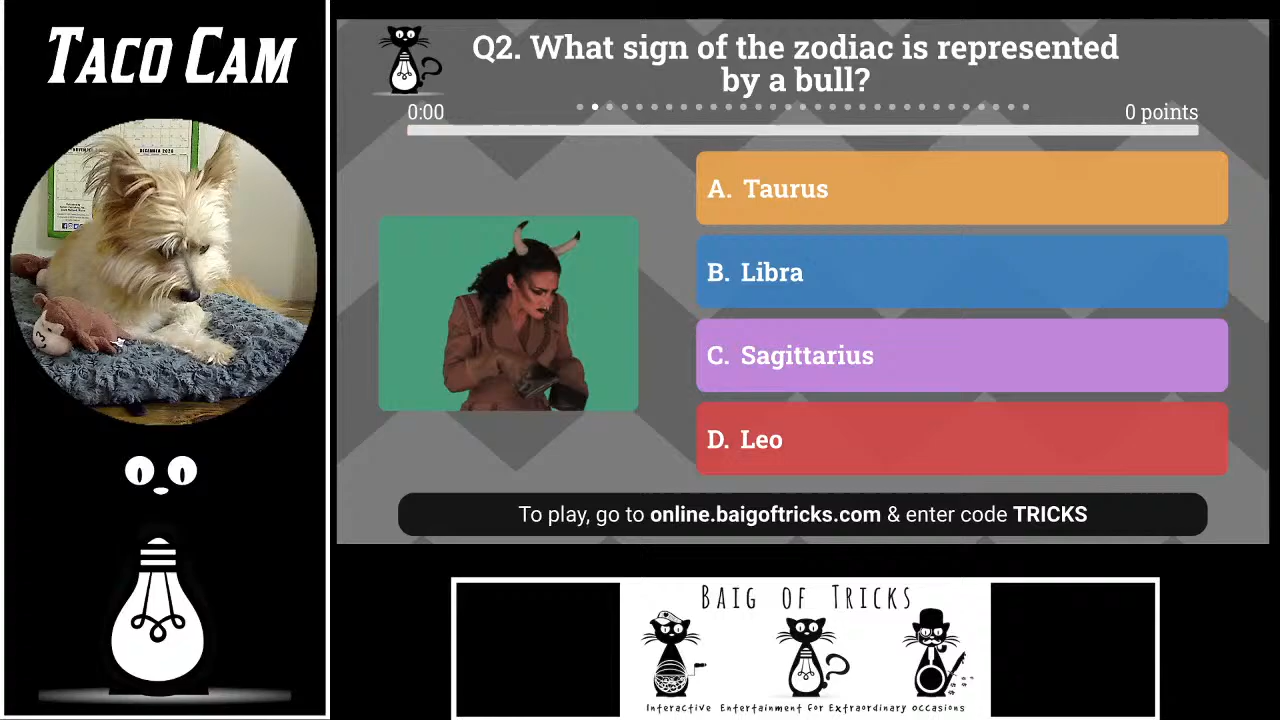 TACO CAM
DECEMBER 2020
Q2. What sign of the zodiac is represented
by a bull?
0:00
0 points
A. Taurus
B. Libra
C. Sagittarius
D. Leo
To play, go to online.baigoftricks.com & enter code TRICKS
BAIG OF TRICKS
Interactive Entertainment for Extraordinary Occasions